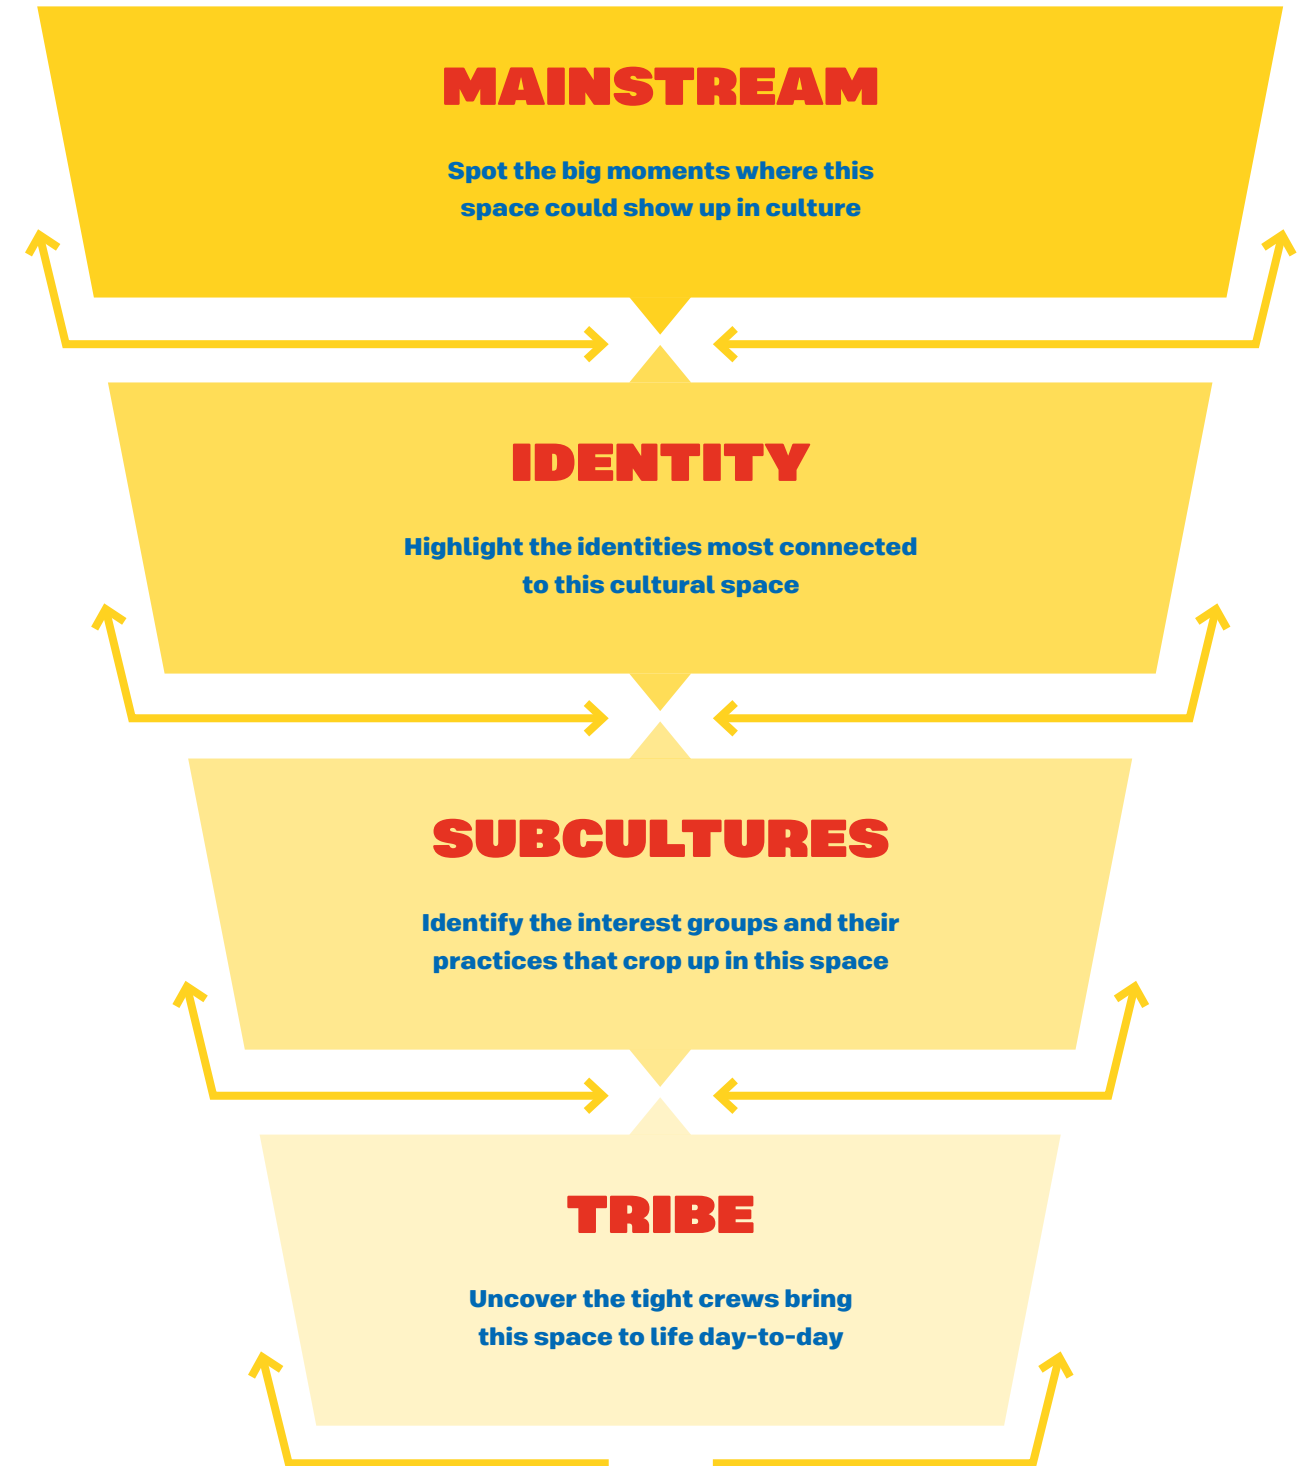 MAINSTREAM
Spot the big moments where this
space could show up in culture
IDENTITY
Highlight the identities most connected
to this cultural space
SUBCULTURES
Identify the interest groups and their
practices that crop up in this space
TRIBE
Uncover the tight crews bring
this space to life day-to-day